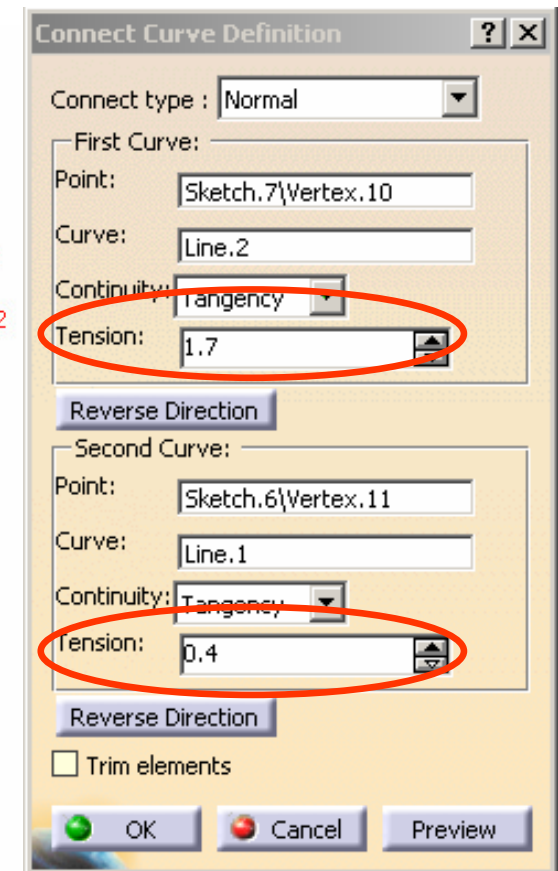 Connect Curve Definition ? X
Connect type : Normal
First Curve:
Point: Sketch.7\Vertex.10
Curve: Line.2
Continuity: Tangency
2
Tension: 1.7
Reverse Direction
Second Curve:
Point: Sketch.6\Vertex.11
Curve: Line.1
Continuity: Tangency
Tension: 0.4
Reverse Direction
Trim elements
OK Cancel Preview